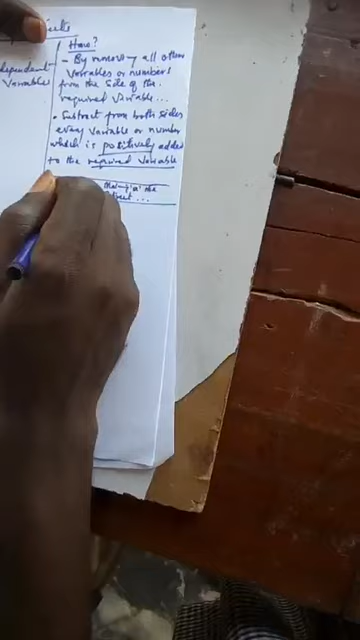 How?
dependent
Variables
- By removing all other
Variables or numbers
from the side of the
required variable...
• Subtract from both sides
every variable or number
which is positively added
to the required variable
the